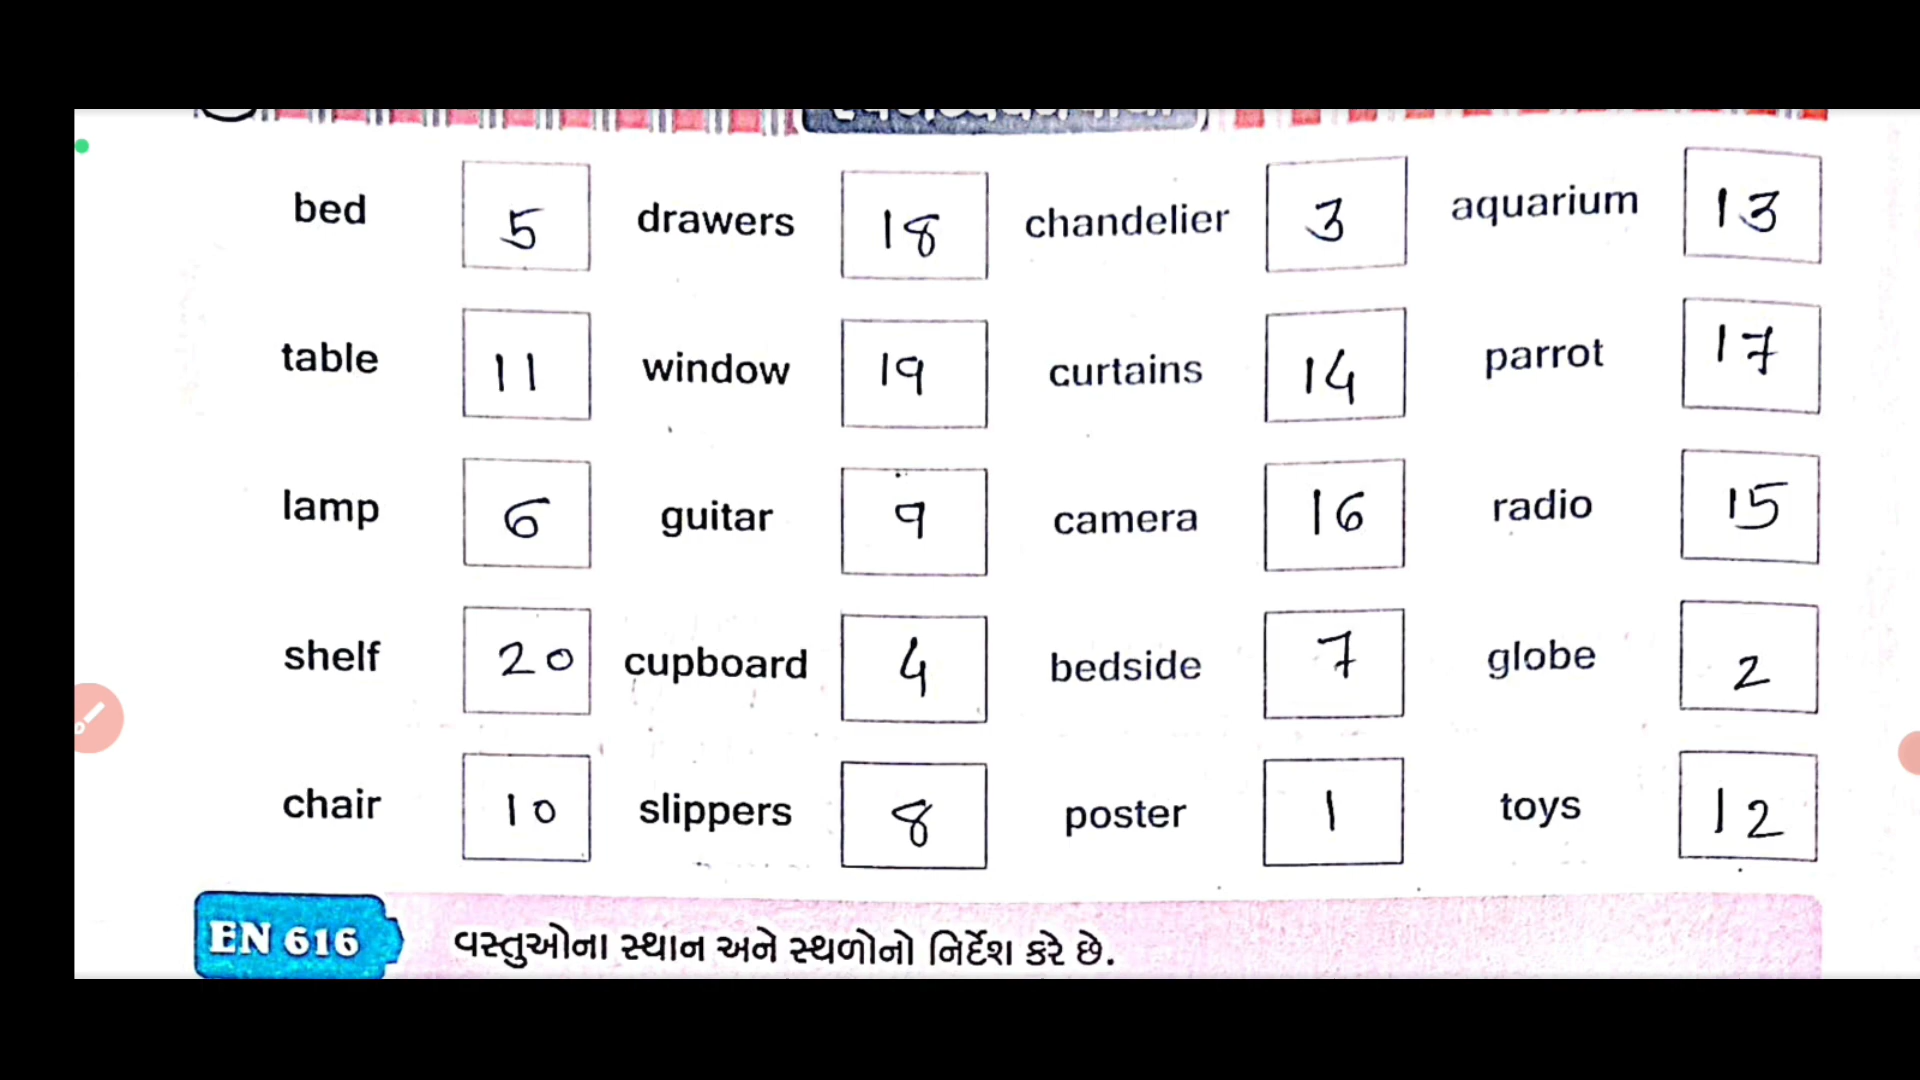 bed 5 drawers 18 chandelier 3 aquarium 13
table 11 window 19 curtains 14 parrot 17
lamp 6 guitar 9 camera 16 radio 15
shelf 20 cupboard 4 bedside 7 globe 2
chair 10 slippers 8 poster 1 toys 12
EN 616 વસ્તુઓના સ્થાન અને સ્થળોનો નિર્દેશ કરે છે.